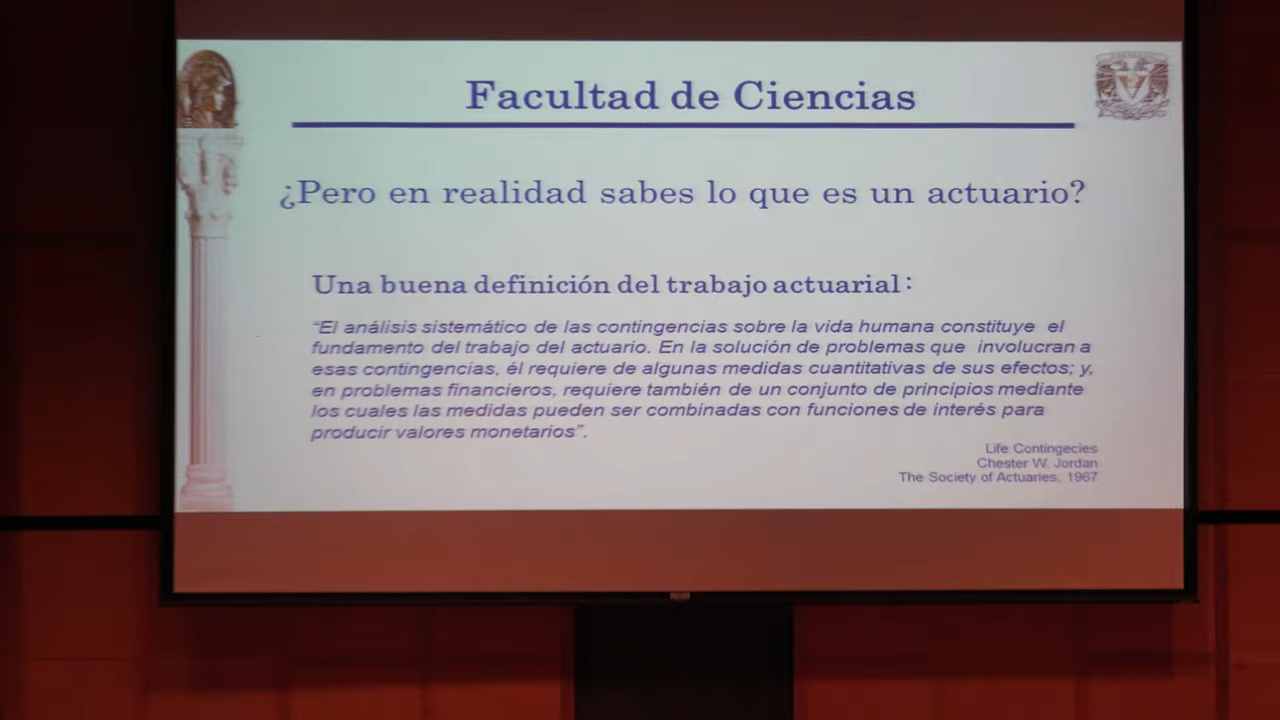 Facultad de Ciencias
¿Pero en realidad sabes lo que es un actuario?
Una buena definición del trabajo actuarial:
“El análisis sistemático de las contingencias sobre la vida humana constituye el
fundamento del trabajo del actuario. En la solución de problemas que involucran a
esas contingencias, él requiere de algunas medidas cuantitativas de sus efectos; y,
en problemas financieros, requiere también de un conjunto de principios mediante
los cuales las medidas pueden ser combinadas con funciones de interés para
producir valores monetarios”.
Life Contingecies
Chester W. Jordan
The Society of Actuaries, 1967